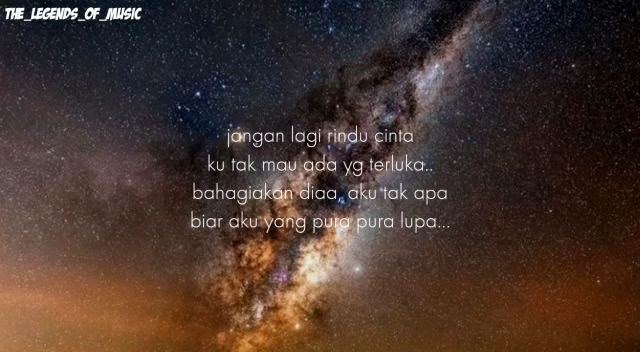 THE_LEGENDS_OF_MUSIC
jangan lagi rindu cinta
ku tak mau ada yg terluka..
bahagiakan diaa, aku tak apa
biar aku yang pura pura lupa...